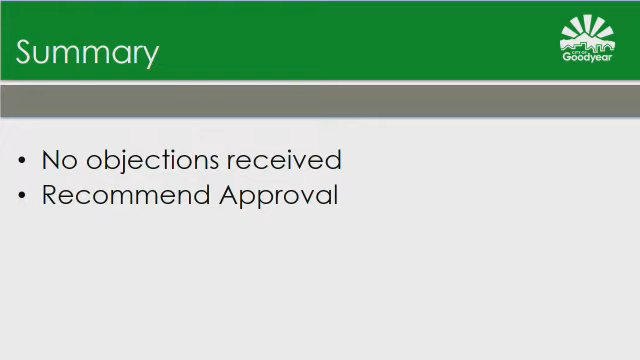 Summary
CITY OF
Goodyear
• No objections received
• Recommend Approval